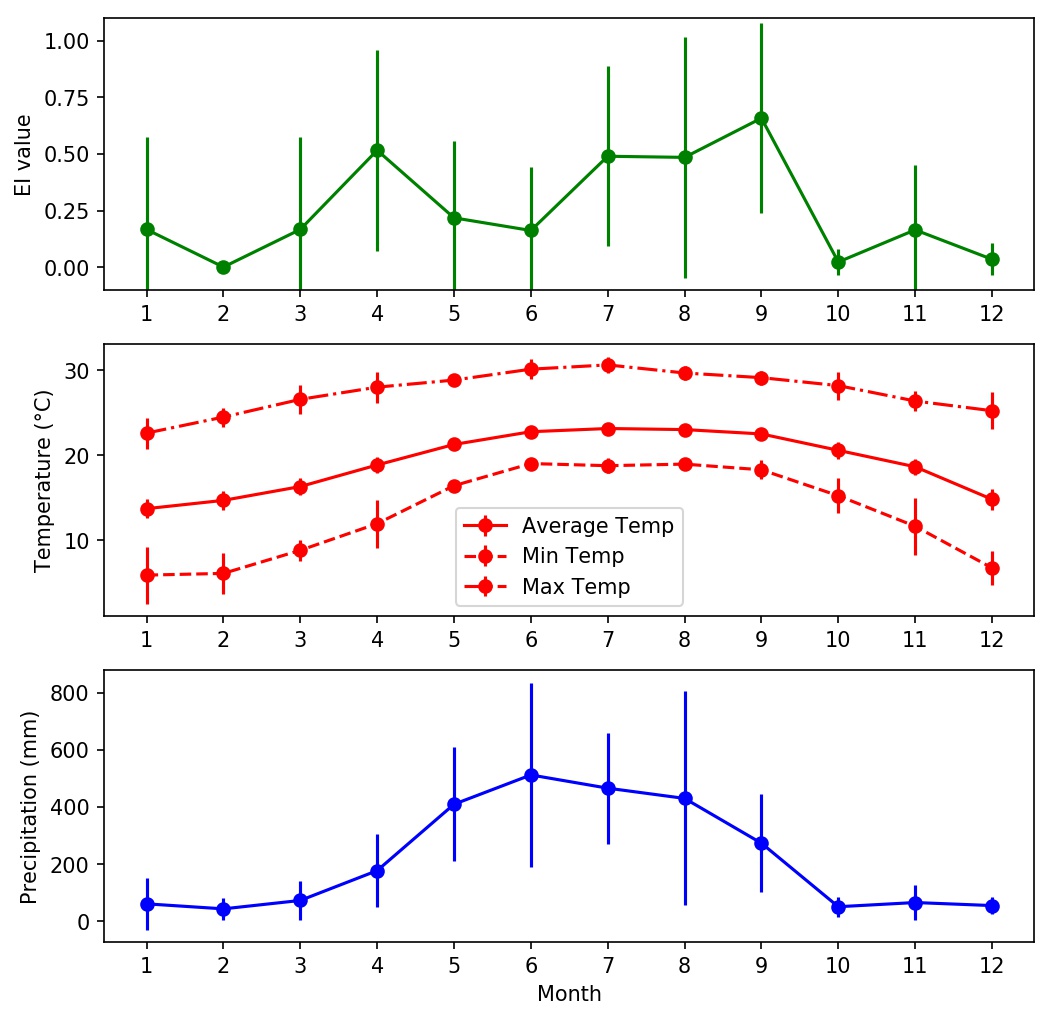 EI value
1.00
0.75
0.50
0.25
0.00
1 2 3 4 5 6 7 8 9 10 11 12
Temperature (°C)
30
20
10
Average Temp
Min Temp
Max Temp
1 2 3 4 5 6 7 8 9 10 11 12
Precipitation (mm)
800
600
400
200
0
1 2 3 4 5 6 7 8 9 10 11 12
Month